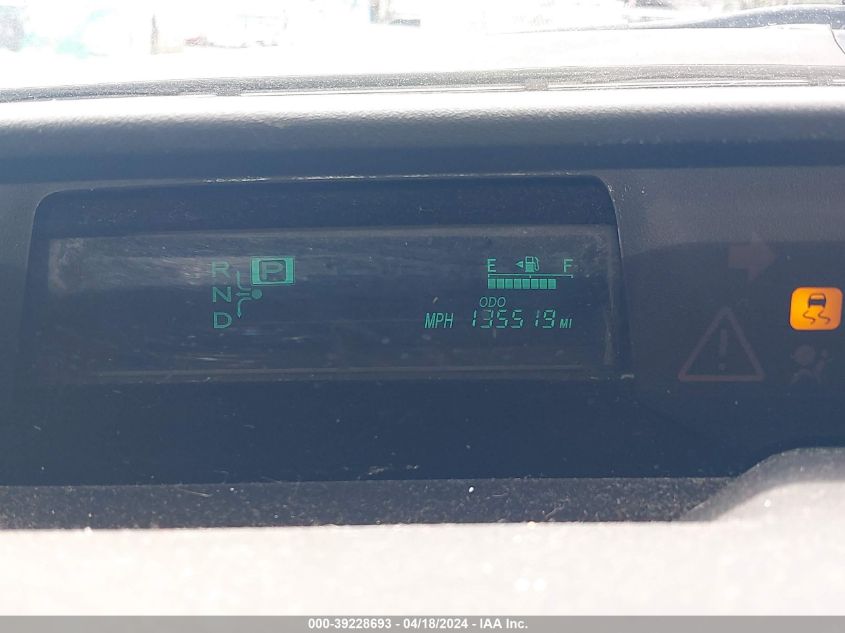 R P
N
D
E F
ODO
MPH 135519 MI
000-39228693 - 04/18/2024 - IAA Inc.